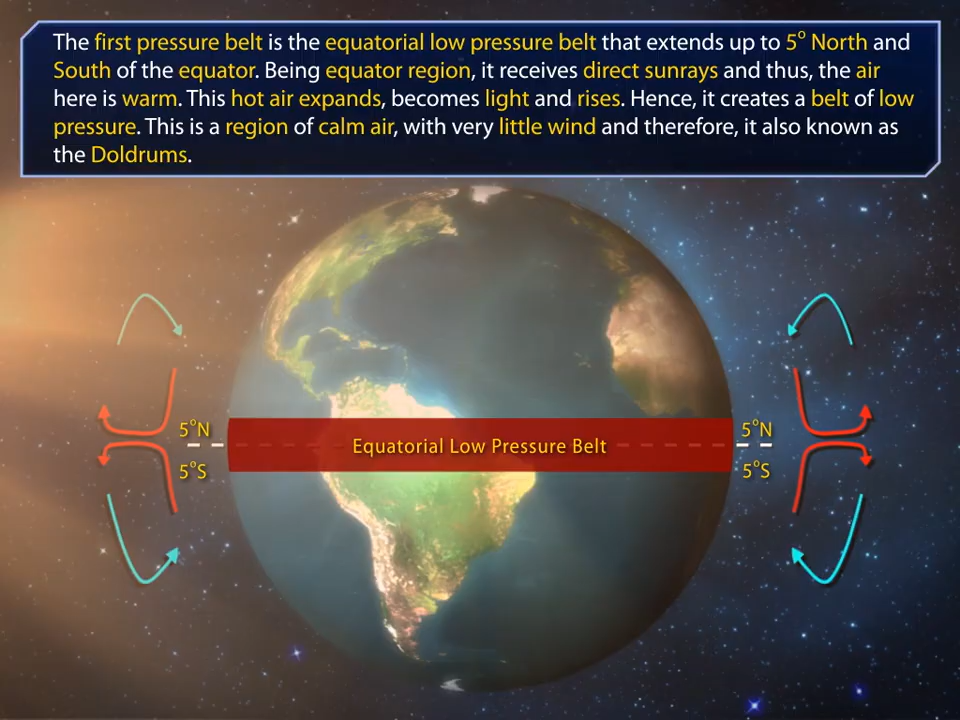 The first pressure belt is the equatorial low pressure belt that extends up to 5° North and
South of the equator. Being equator region, it receives direct sunrays and thus, the air
here is warm. This hot air expands, becomes light and rises. Hence, it creates a belt of low
pressure. This is a region of calm air, with very little wind and therefore, it also known as
the Doldrums.
5°N 5°N
Equatorial Low Pressure Belt
5°S 5°S